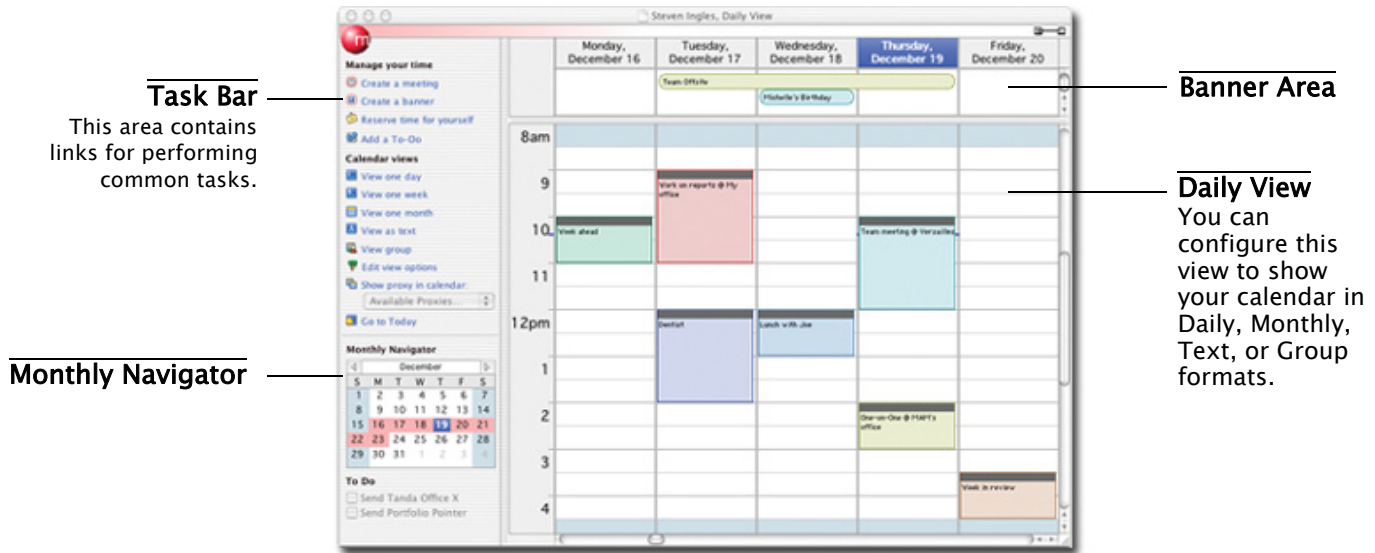 Task Bar
This area contains
links for performing
common tasks.
Monthly Navigator
Steven Ingles, Daily View
m
Manage your time
Create a meeting
Create a banner
Reserve time for yourself
Add a To-Do
Calendar views
View one day
View one week
View one month
View as text
View group
Edit view options
Show proxy in calendar:
Available Proxies...
Go to Today
Monthly Navigator
December
S M T W T F S
1 2 3 4 5 6 7
8 9 10 11 12 13 14
15 16 17 18 19 20 21
22 23 24 25 26 27 28
29 30 31 1 2 3 4
To Do
Send Tanda Office X
Send Portfolio Pointer
Monday,
December 16
Tuesday,
December 17
Wednesday,
December 18
Thursday,
December 19
Friday,
December 20
Team Offsite
Michelle's Birthday
8am
9
Work on reports @ My
office
10
Week ahead
Team meeting @ Versailles
11
12pm
Dentist
Lunch with Joe
1
2
One-on-One @ MAM's
office
3
Week in review
4
Banner Area
Daily View
You can
configure this
view to show
your calendar in
Daily, Monthly,
Text, or Group
formats.